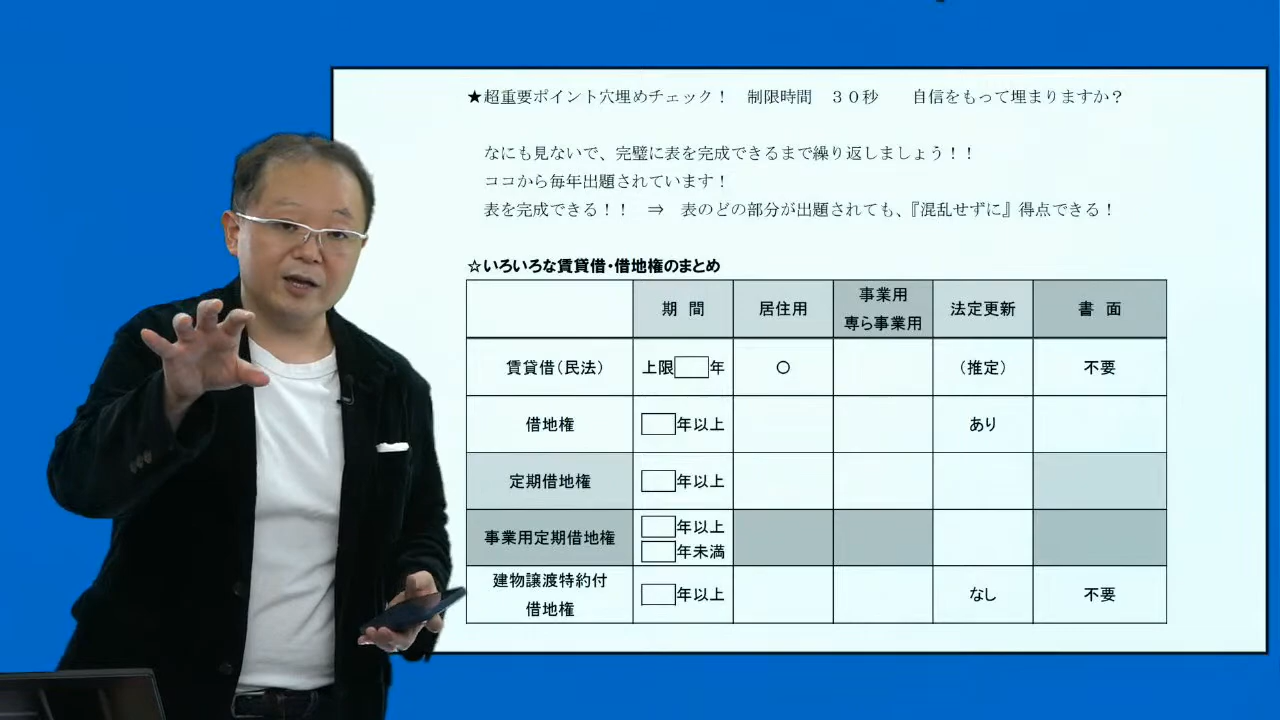 ★超重要ポイント穴埋めチェック！　制限時間　３０秒　　自信をもって埋まりますか？
なにも見ないで、完璧に表を完成できるまで繰り返しましょう！！
ココから毎年出題されています！
表を完成できる！！　⇒　表のどの部分が出題されても、『混乱せずに』得点できる！
☆いろいろな賃貸借・借地権のまとめ
期　間　居住用　事業用 専ら事業用　法定更新　書　面
賃貸借（民法）　上限　年　○　（推定）　不要
借地権　年以上　あり
定期借地権　年以上
事業用定期借地権　年以上 年未満
建物譲渡特約付 借地権　年以上　なし　不要